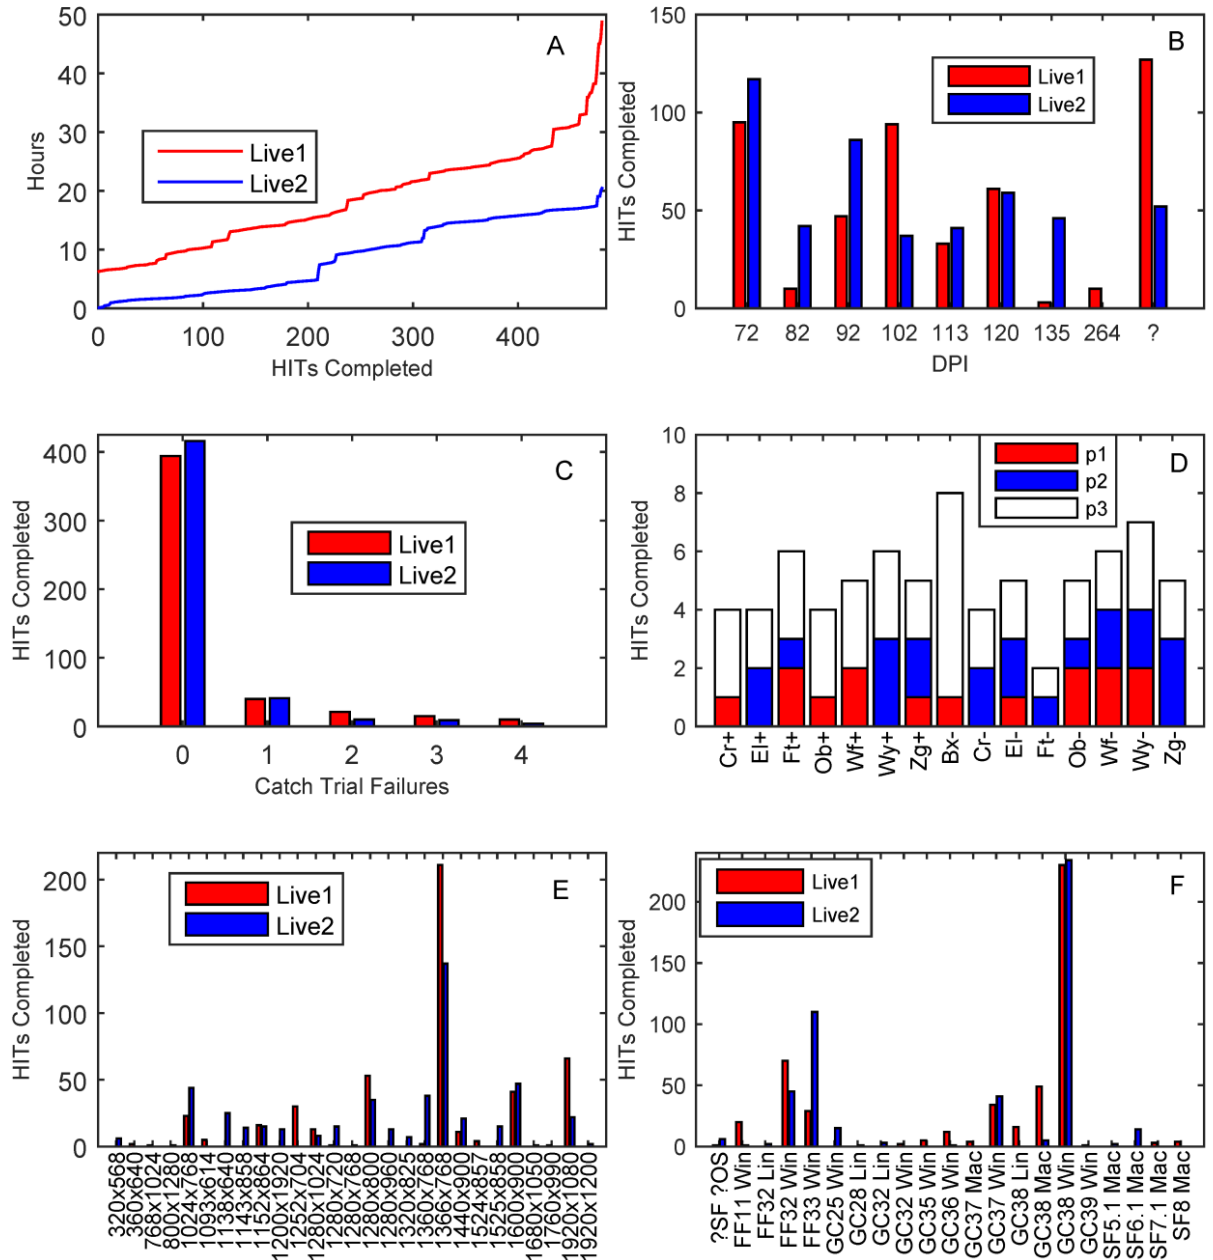 50
40
30
20
10
0
Hours
A
Live1
Live2
0 100 200 300 400
HITs Completed
150
100
50
0
HITs Completed
B
Live1
Live2
72 82 92 102 113 120 135 264 ?
DPI
400
300
200
100
0
HITs Completed
C
Live1
Live2
0 1 2 3 4
Catch Trial Failures
10
8
6
4
2
0
HITs Completed
D
p1
p2
p3
Cr+ El+ Ft+ Ob+ Wf+ Wy+ Zg+ Bx- Cr- El- Ft- Ob- Wf- Wy- Zg-
200
150
100
50
0
HITs Completed
E
Live1
Live2
320x568
360x640
768x1024
800x1280
1024x768
1093x614
1138x640
1143x858
1152x864
1200x1920
1252x704
1280x1024
1280x720
1280x768
1280x800
1280x960
1320x825
1360x768
1366x768
1440x900
1524x857
1525x858
1600x900
1680x1050
1760x990
1920x1080
1920x1200
200
150
100
50
0
HITs Completed
F
Live1
Live2
?SF ?OS
FF11 Win
FF32 Lin
FF32 Win
FF33 Win
GC25 Win
GC28 Lin
GC32 Lin
GC32 Win
GC35 Win
GC36 Win
GC37 Mac
GC37 Win
GC38 Lin
GC38 Mac
GC38 Win
GC39 Win
SF5.1 Mac
SF6.1 Mac
SF7.1 Mac
SF8 Mac